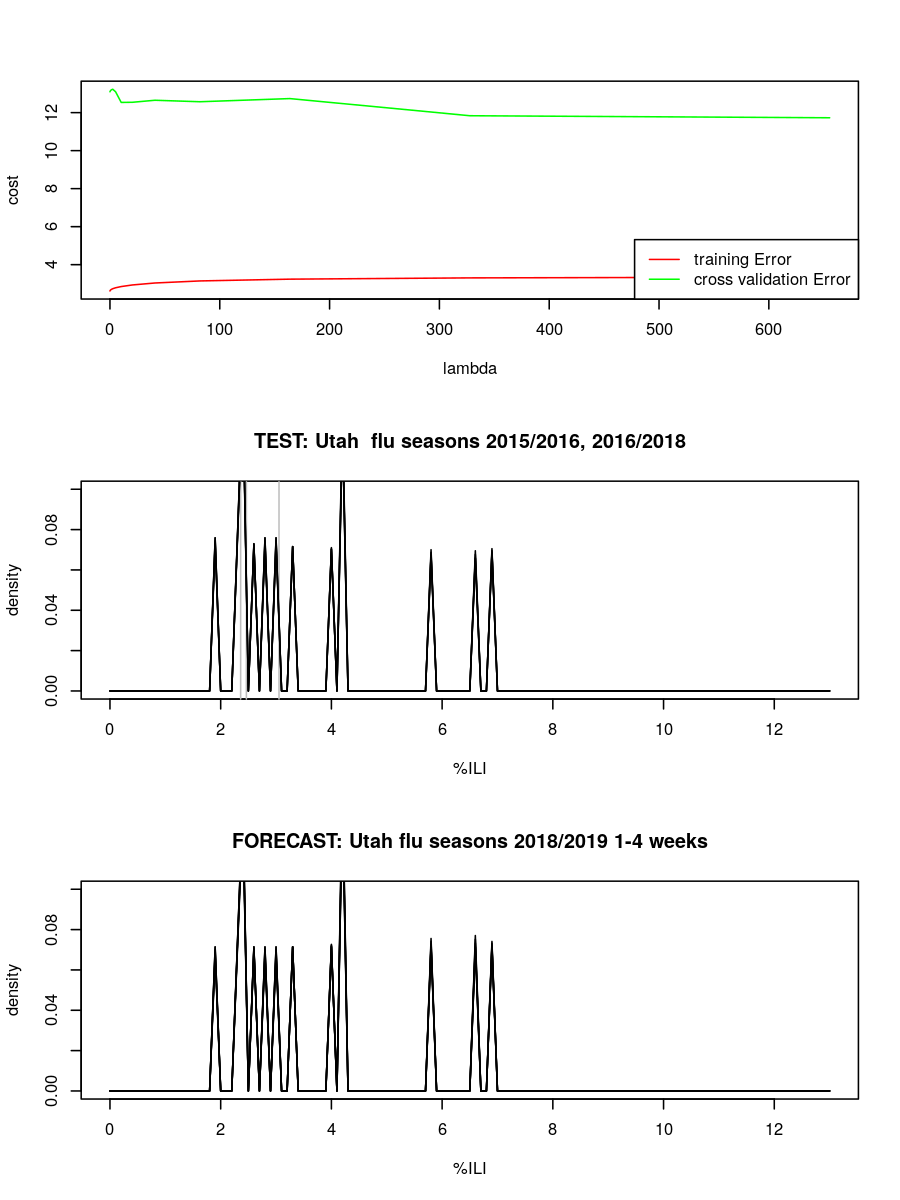 12
10
8
6
4
cost
training Error
cross validation Error
0 100 200 300 400 500 600
lambda
TEST: Utah  flu seasons 2015/2016, 2016/2018
0.08
0.04
0.00
density
0 2 4 6 8 10 12
%ILI
FORECAST: Utah flu seasons 2018/2019 1-4 weeks
0.08
0.04
0.00
density
0 2 4 6 8 10 12
%ILI